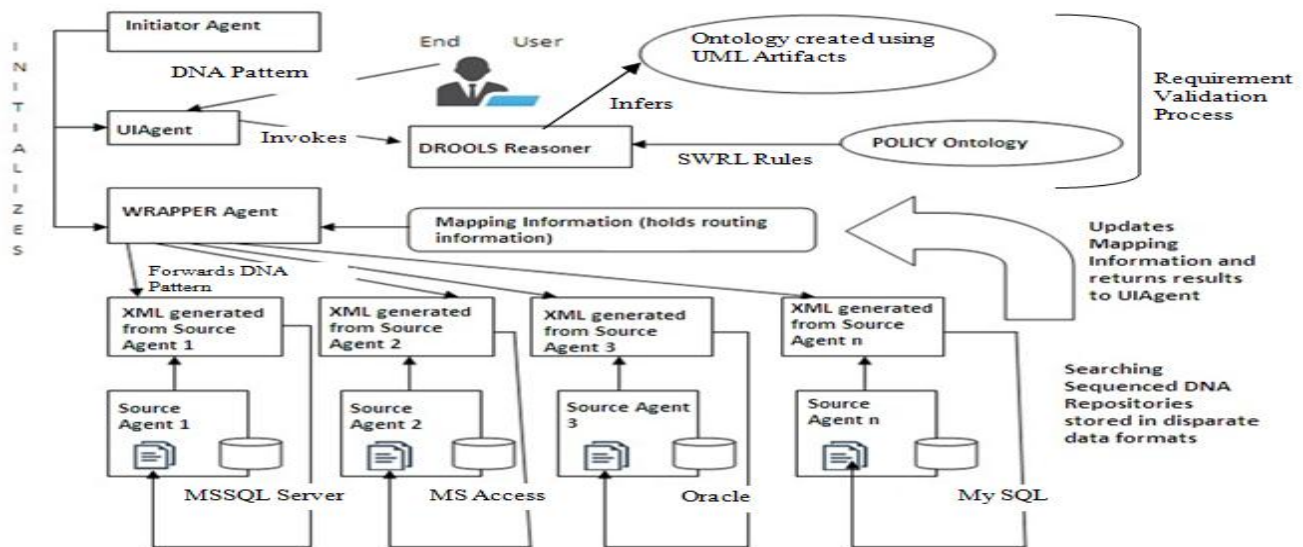 INITIALIZES
Initiator Agent
End User
DNA Pattern
Ontology created using
UML Artifacts
Infers
Requirement
Validation
Process
UIAgent
Invokes
DROOLS Reasoner
SWRL Rules
POLICY Ontology
WRAPPER Agent
Mapping Information (holds routing
information)
Updates
Mapping
Information and
returns results
to UIAgent
Forwards DNA
Pattern
XML generated
from Source
Agent 1
XML generated
from Source
Agent 2
XML generated
from Source
Agent 3
XML generated
from Source
Agent n
Searching
Sequenced DNA
Repositories
stored in disparate
data formats
Source
Agent 1
Source
Agent 2
Source Agent
3
Source
Agent n
MSSQL Server
MS Access
Oracle
My SQL